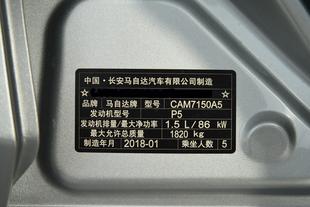 中国·长安马自达汽车有限公司制造
品牌 马自达牌 型号 CAM7150A5
发动机型号 P5
发动机排量/最大净功率 1.5 L/86 kW
最大允许总质量 1820 kg
制造年月 2018-01 乘坐人数 5